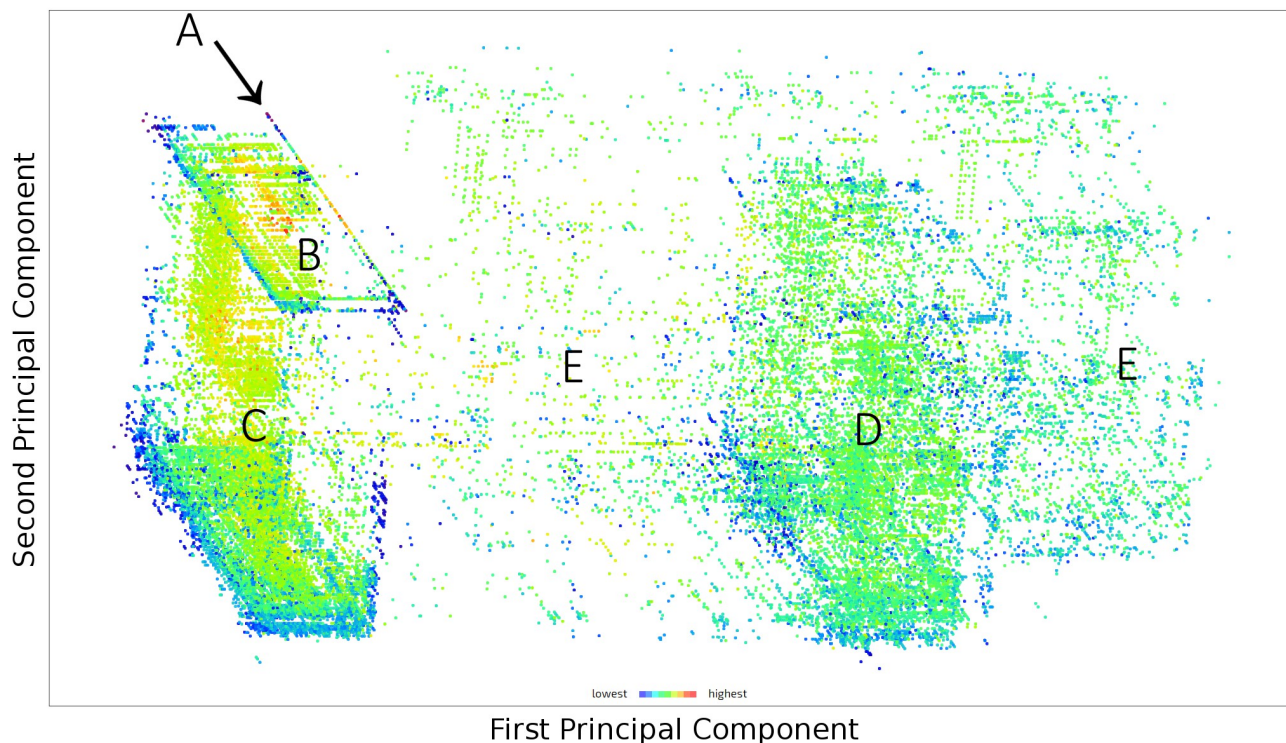 A
B
E
E
C
D
Second Principal Component
lowest highest
First Principal Component